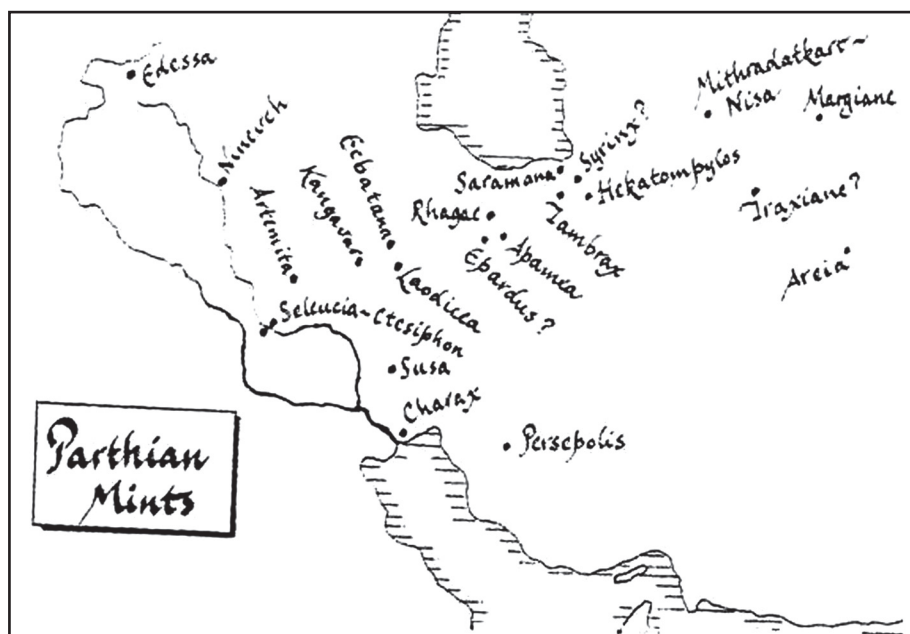 Edessa
Nineveh
Artemita
Kangavar
Ecbatana
Laodicea
Seleucia~Ctesiphon
Susa
Charax
Persepolis
Rhagae
Apamea
Epardus?
Saramana
Tambrax
Syrinx?
Hekatompylos
Mithradatkart~
Nisa
Margiane
Traxiane?
Areia
Parthian
Mints